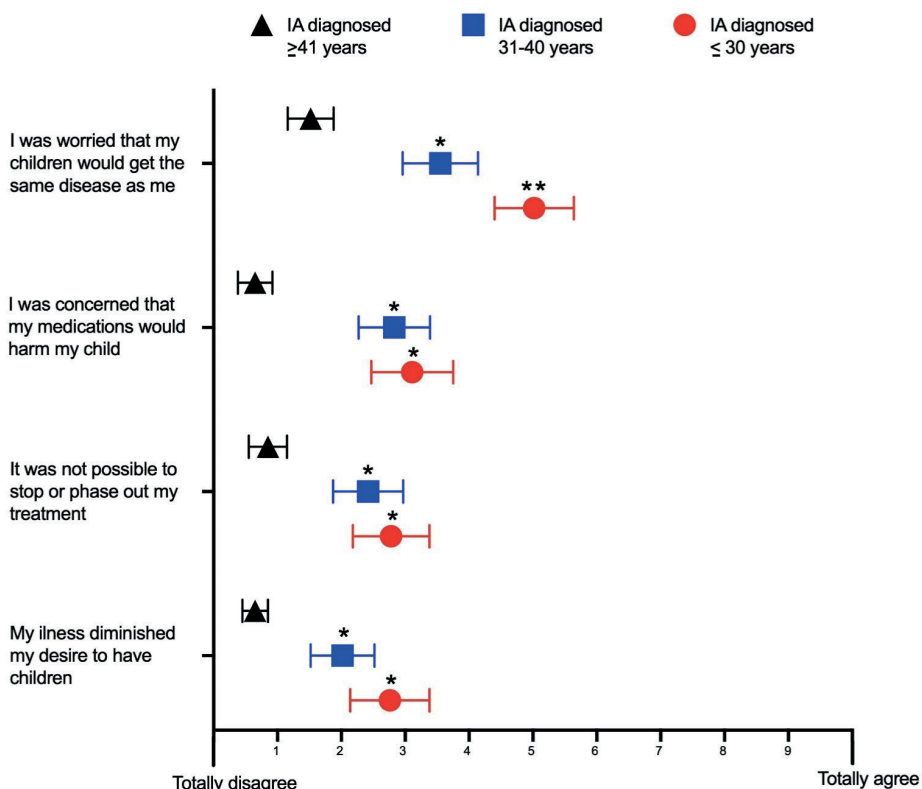 IA diagnosed
≥41 years
IA diagnosed
31-40 years
IA diagnosed
≤ 30 years
I was worried that my
children would get the
same disease as me
*
**
I was concerned that
my medications would
harm my child
*
*
It was not possible to
stop or phase out my
treatment
*
*
My ilness diminished
my desire to have
children
*
*
1 2 3 4 5 6 7 8 9
Totally disagree
Totally agree